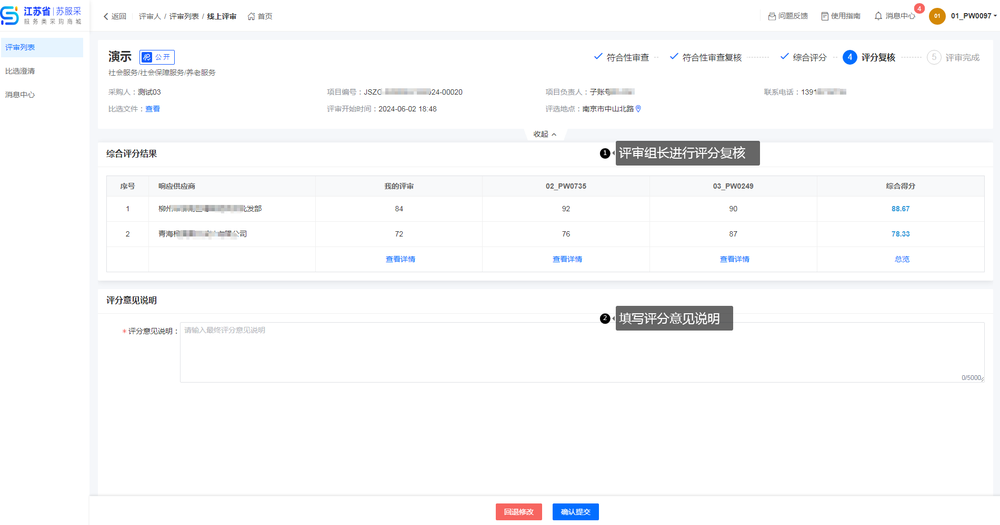 江苏省|苏服采
服务类采购商城
返回 评审人 / 评审列表 / 线上评审 首页
问题反馈 使用指南 消息中心 4 01 01_PW0097
评审列表
比选澄清
消息中心
演示 公开
符合性审查 符合性审查复核 综合评分 4 评分复核 5 评审完成
社会服务/社会保障服务/养老服务
采购人：测试03 项目编号：JSZC 24-00020 项目负责人：子账号 联系电话：1391
比选文件：查看 评审开始时间：2024-06-02 18:48 评选地点：南京市中山北路
收起
综合评分结果
1 评审组长进行评分复核
序号 响应供应商 我的评审 02_PW0735 03_PW0249 综合得分
1 柳州 批发部 84 92 90 88.67
2 青海 公司 72 76 87 78.33
查看详情 查看详情 查看详情 总览
评分意见说明
2 填写评分意见说明
* 评分意见说明： 请输入最终评分意见说明
0/5000
回退修改 确认提交